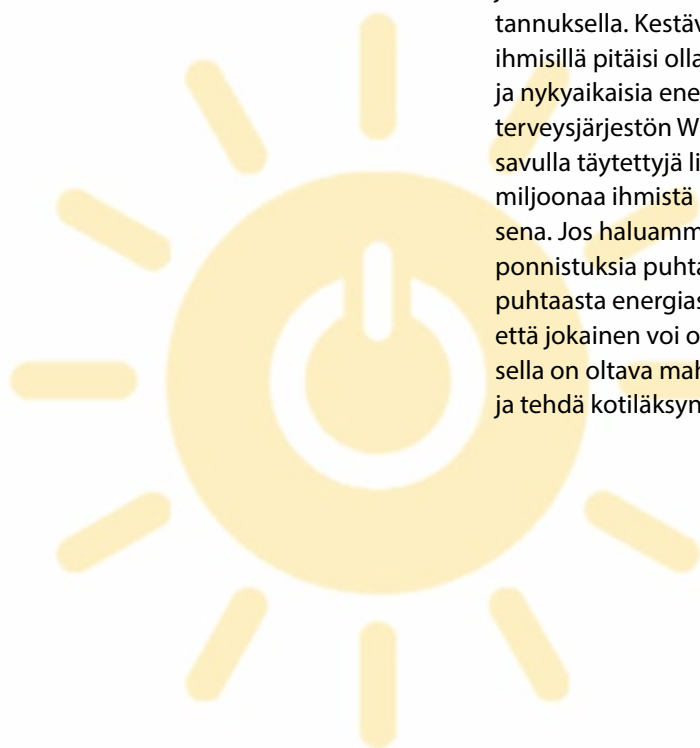 tannuksella. Kestäv
ihmisillä pitäisi olla
ja nykyaikaisia ene
terveysjärjestön W
savulla täytettyjä li
miljoonaa ihmistä
sena. Jos haluamm
ponnistuksia puhta
puhtaasta energias
että jokainen voi o
sella on oltava mah
ja tehdä kotiläksyn